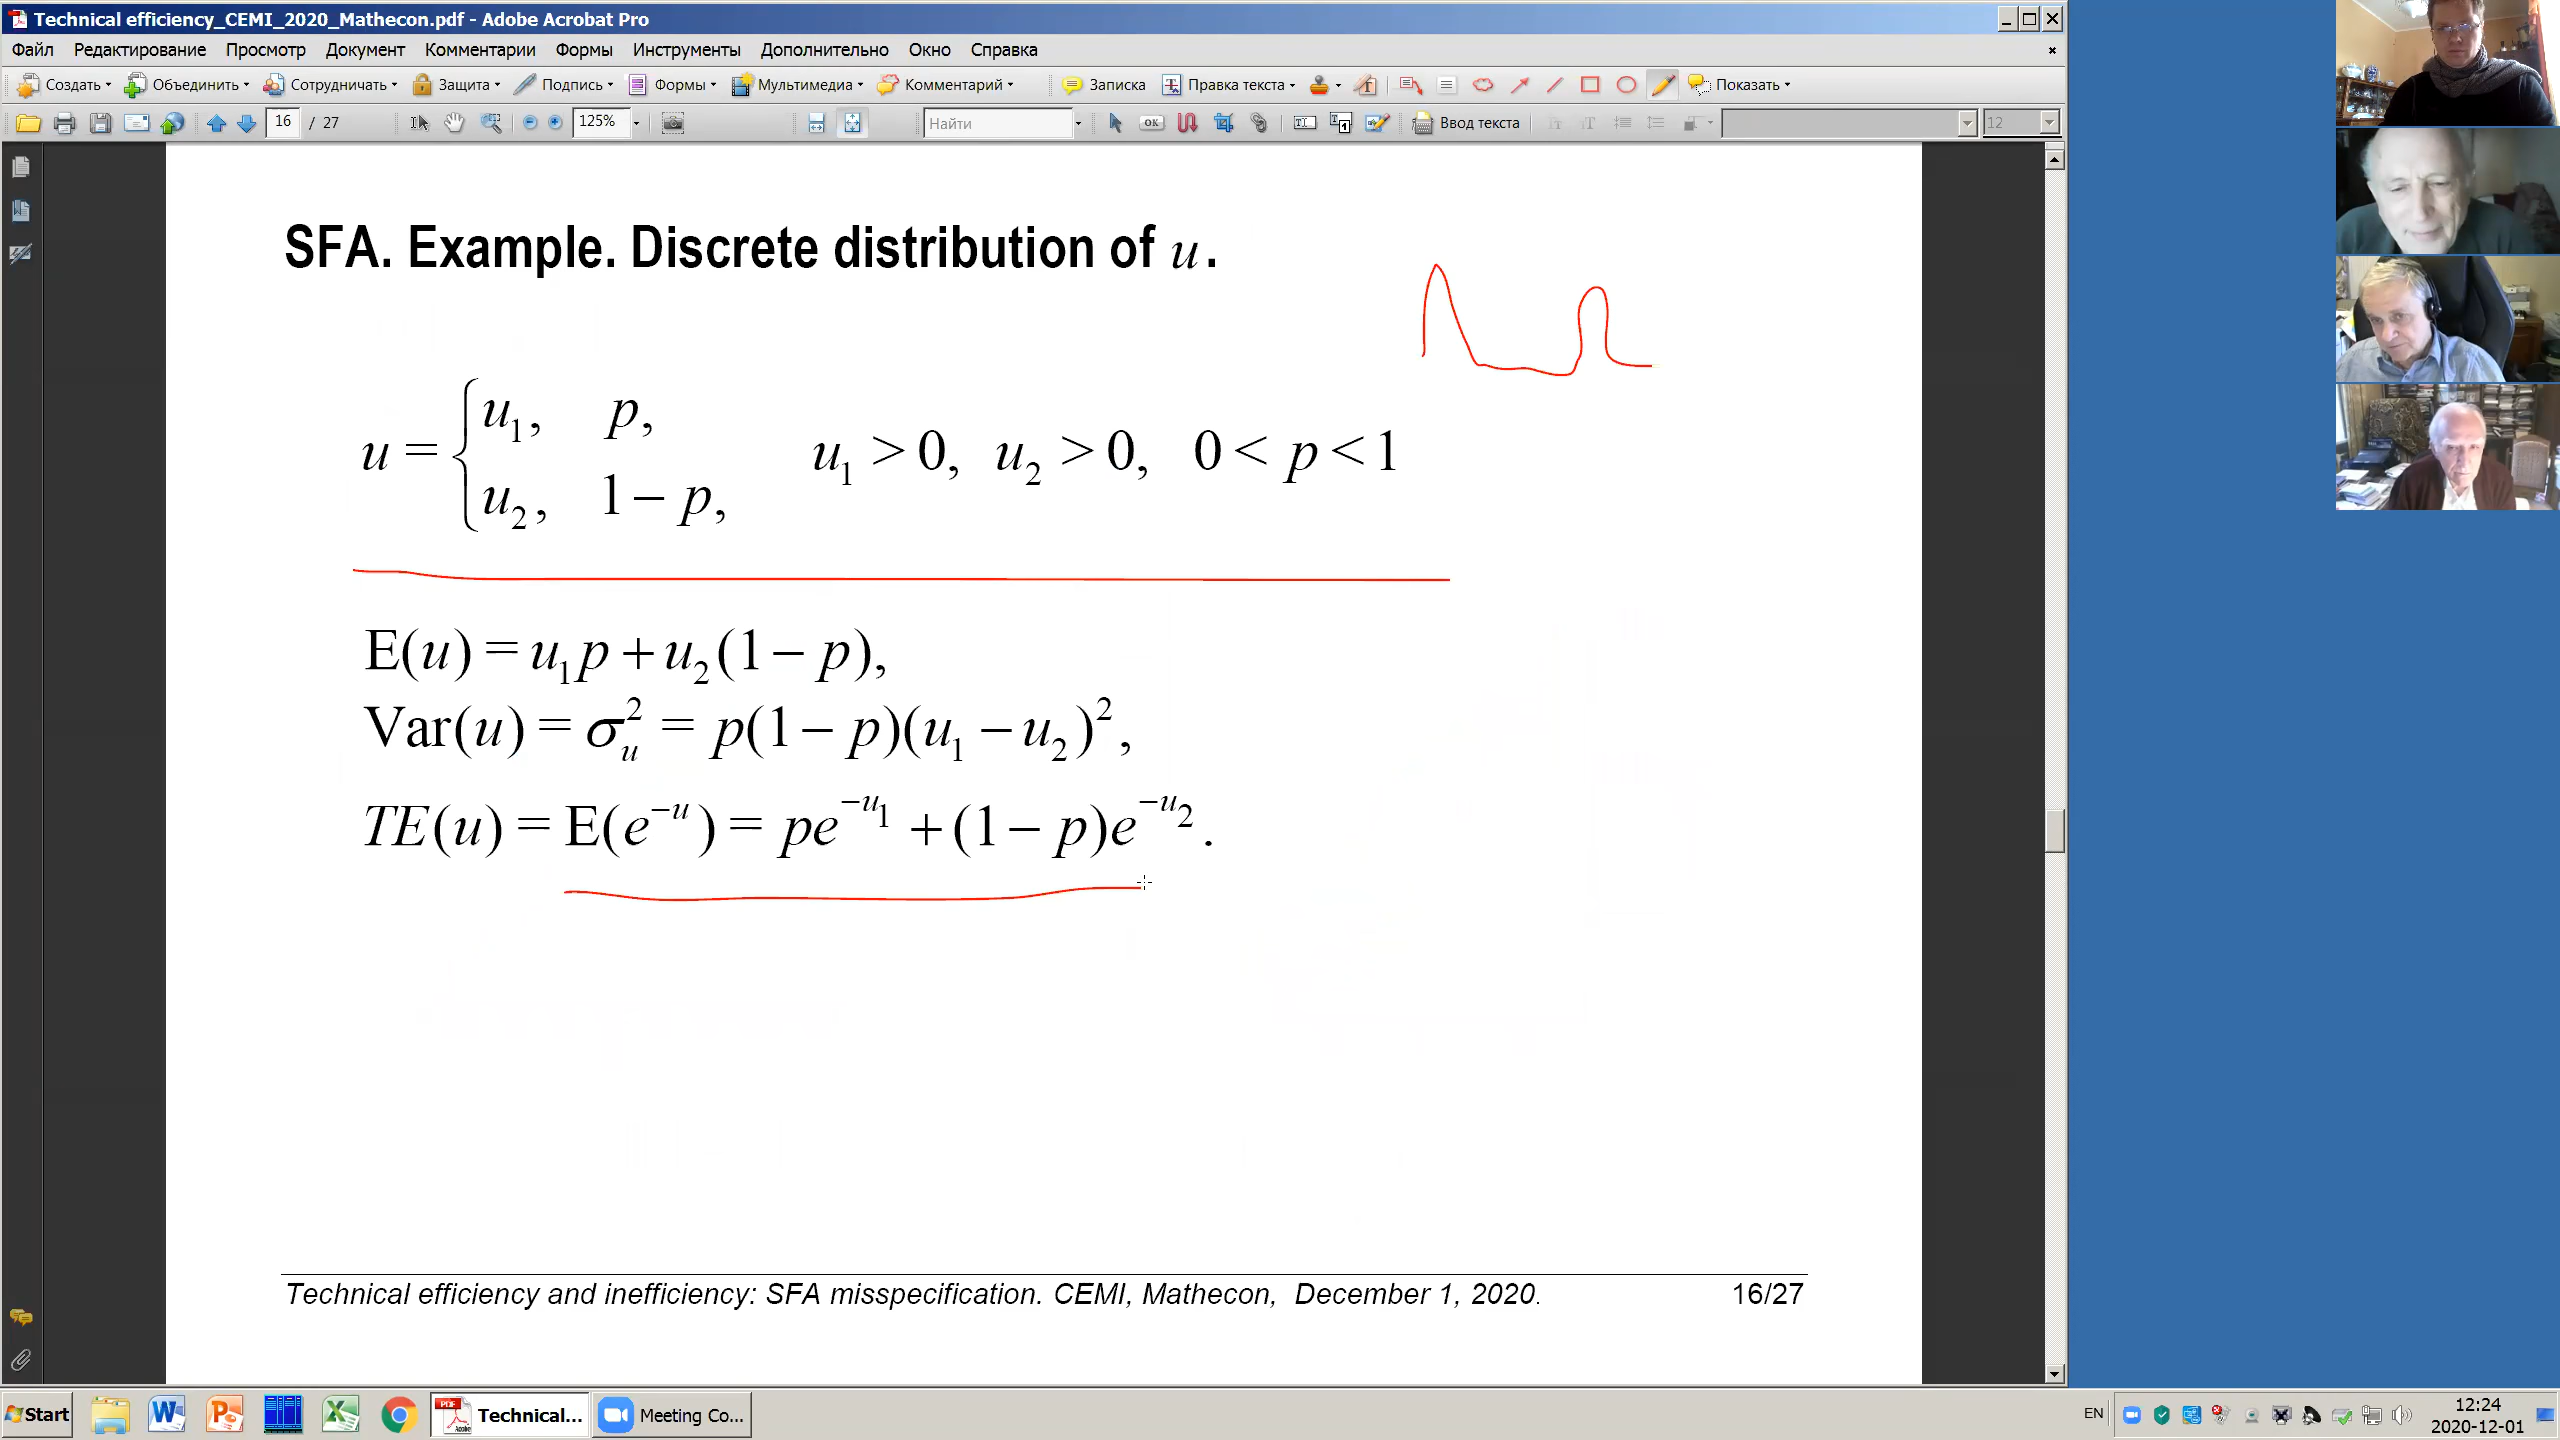 Technical efficiency_CEMI_2020_Mathecon.pdf - Adobe Acrobat Pro
Файл Редактирование Просмотр Документ Комментарии Формы Инструменты Дополнительно Окно Справка
Создать Объединить Сотрудничать Защита Подпись Формы Мультимедиа Комментарий Записка Правка текста Показать
16 / 27 125% Найти OK Ввод текста 12
SFA. Example. Discrete distribution of u.
u = { u₁, p,
u₂, 1 − p,
u₁ > 0, u₂ > 0, 0 < p < 1
E(u) = u₁p + u₂(1 − p),
Var(u) = σᵤ² = p(1 − p)(u₁ − u₂)²,
TE(u) = E(e^{−u}) = pe^{−u₁} + (1 − p)e^{−u₂}.
Technical efficiency and inefficiency: SFA misspecification. CEMI, Mathecon, December 1, 2020. 16/27
Start Technical... Meeting Co... EN 12:24
2020-12-01